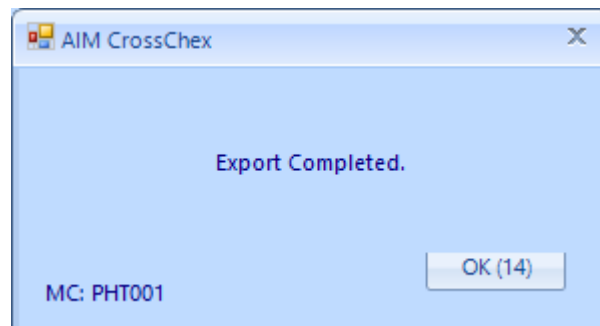 AIM CrossChex
Export Completed.
OK (14)
MC: PHT001